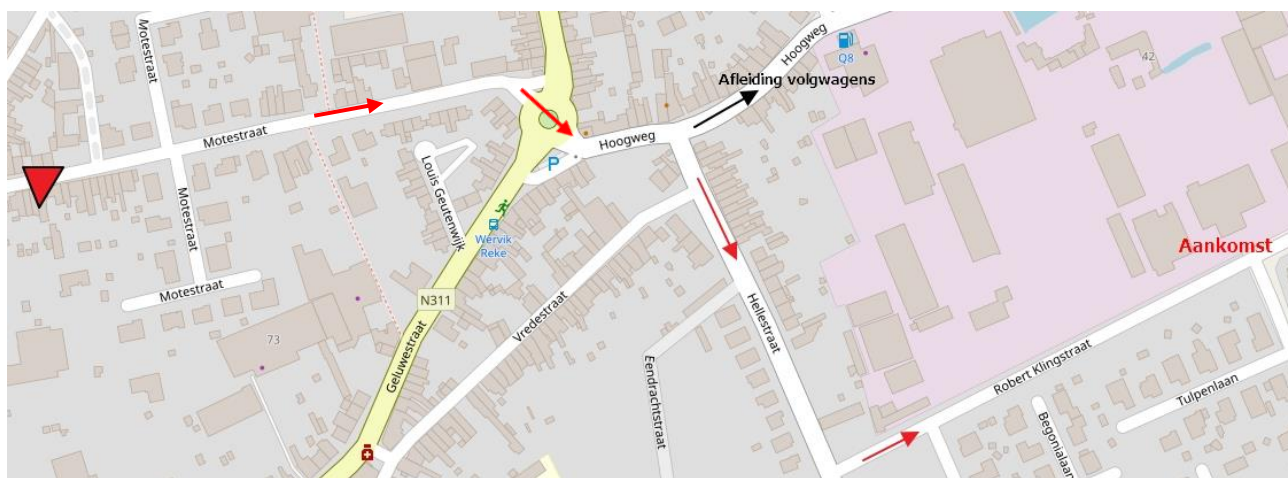 Motestraat
Hoogweg
Q8
42
Afleiding volgwagens
Motestraat
Hoogweg
P
Louis Geutenwijk
Motestraat
Wervik
Reke
Aankomst
Motestraat
N311
Vredestraat
Hellestraat
73
Geluwestraat
Eendrachtstraat
Robert Klingstraat
Tulpenlaan
Begonialaan